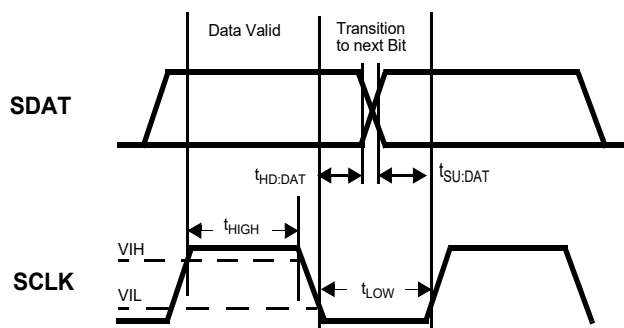 Data Valid
Transition
to next Bit
SDAT
tHD:DAT
tSU:DAT
tHIGH
VIH
SCLK
VIL
tLOW